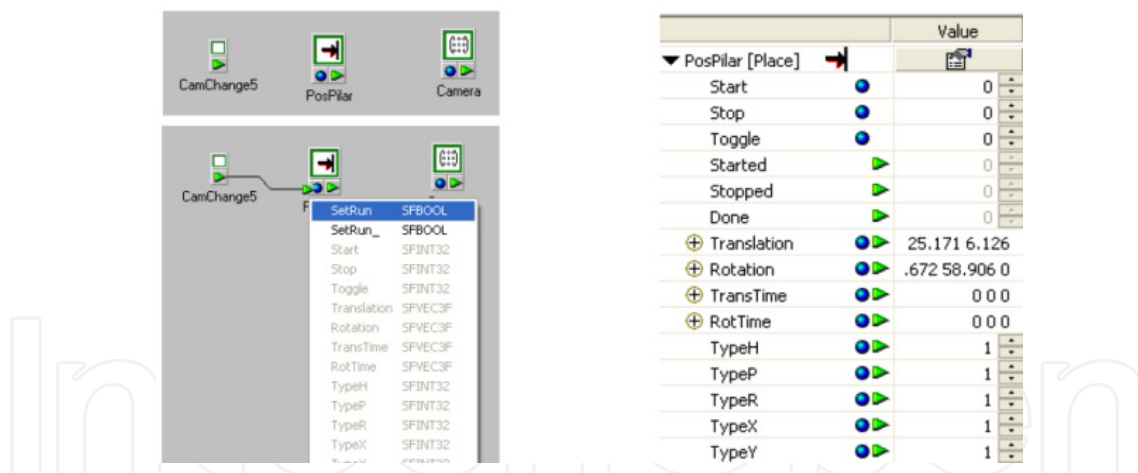 CamChange5
PosPilar
Camera
CamChange5
SetRun SFBOOL
SetRun_ SFBOOL
Start SFINT32
Stop SFINT32
Toggle SFINT32
Translation SFVEC3F
Rotation SFVEC3F
TransTime SFVEC3F
RotTime SFVEC3F
TypeH SFINT32
TypeP SFINT32
TypeR SFINT32
TypeX SFINT32
Value
PosPilar [Place]
Start 0
Stop 0
Toggle 0
Started 0
Stopped 0
Done 0
Translation 25.171 6.126
Rotation .672 58.906 0
TransTime 0 0 0
RotTime 0 0 0
TypeH 1
TypeP 1
TypeR 1
TypeX 1
TypeY 1